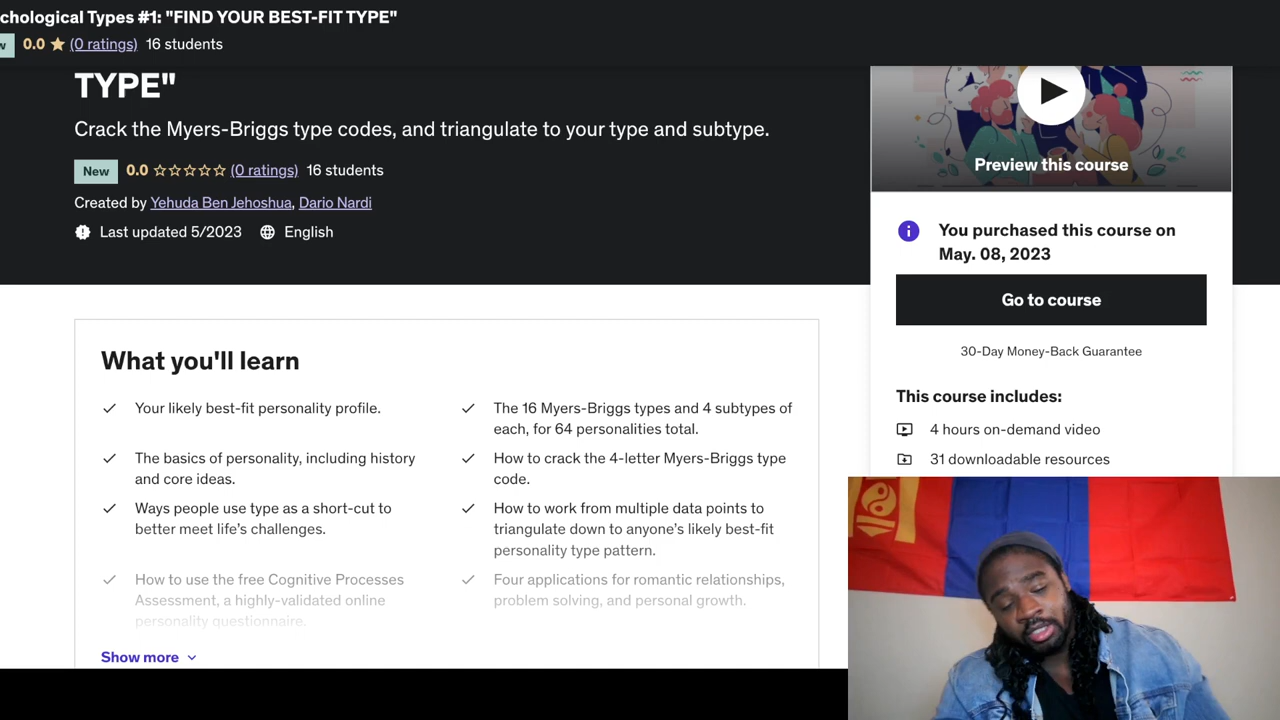 chological Types #1: "FIND YOUR BEST-FIT TYPE"
0.0 (0 ratings) 16 students
TYPE"
Crack the Myers-Briggs type codes, and triangulate to your type and subtype.
New 0.0 (0 ratings) 16 students
Created by Yehuda Ben Jehoshua, Dario Nardi
Last updated 5/2023 English
What you'll learn
Your likely best-fit personality profile.
The basics of personality, including history
and core ideas.
Ways people use type as a short-cut to
better meet life's challenges.
How to use the free Cognitive Processes
Assessment, a highly-validated online
personality questionnaire.
The 16 Myers-Briggs types and 4 subtypes of
each, for 64 personalities total.
How to crack the 4-letter Myers-Briggs type
code.
How to work from multiple data points to
triangulate down to anyone's likely best-fit
personality type pattern.
Four applications for romantic relationships,
problem solving, and personal growth.
Show more
Preview this course
You purchased this course on
May. 08, 2023
Go to course
30-Day Money-Back Guarantee
This course includes:
4 hours on-demand video
31 downloadable resources